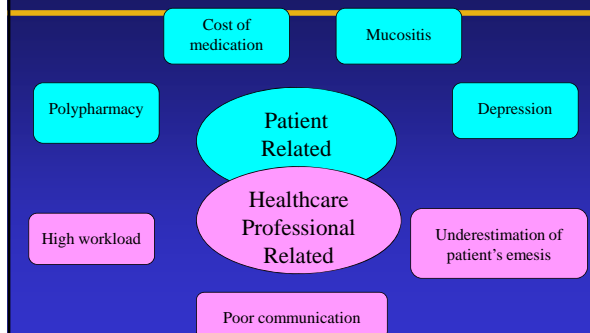 Cost of
medication
Mucositis
Polypharmacy
Depression
Patient
Related
Healthcare
Professional
Related
High workload
Underestimation of
patient's emesis
Poor communication